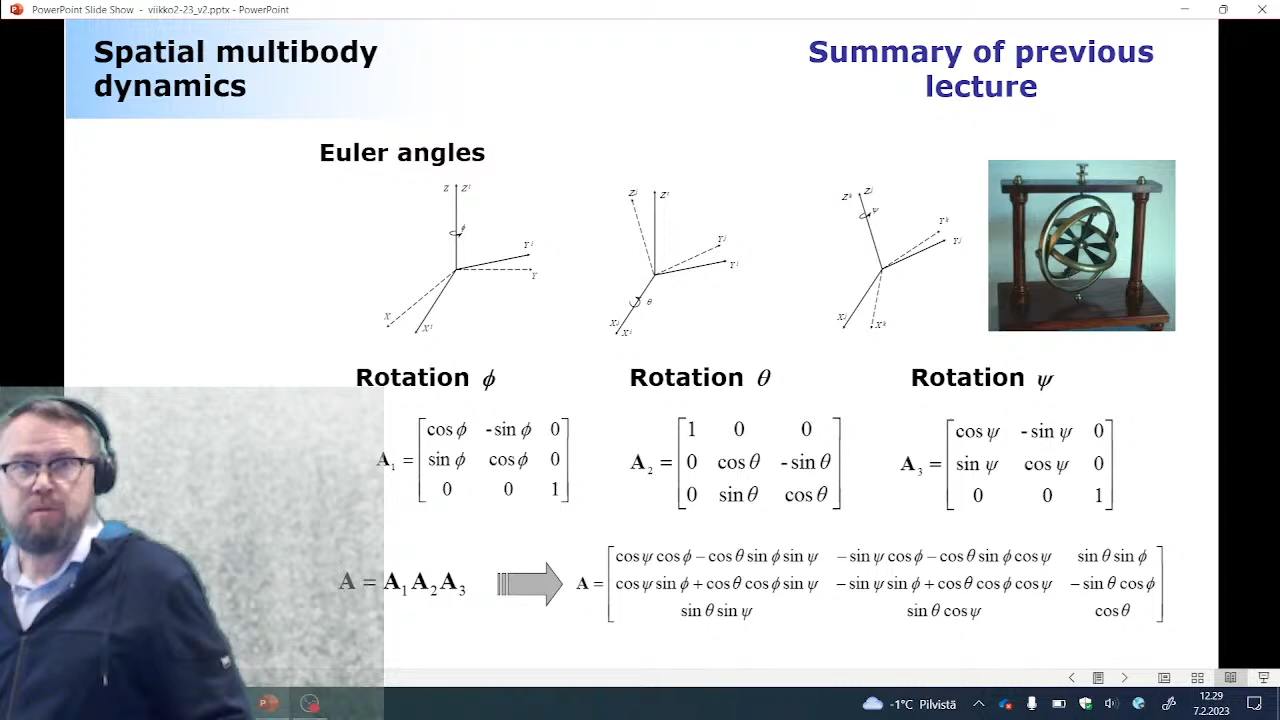 PowerPoint Slide Show - viikko2-23_v2.pptx - PowerPoint
Spatial multibody
dynamics
Summary of previous
lecture
Euler angles
Z Z^i ϕ Y^i Y X X^i
Z^j Z^i Y^j Y^i θ X^j X^i
Z^k Z^j ψ Y^k Y^j X^j X^k
Rotation ϕ
Rotation θ
Rotation ψ
A₁ = [cos ϕ -sin ϕ 0
sin ϕ cos ϕ 0
0 0 1]
A₂ = [1 0 0
0 cos θ - sin θ
0 sin θ cos θ]
A₃ = [cos ψ - sin ψ 0
sin ψ cos ψ 0
0 0 1]
A = A₁A₂A₃
A = [cos ψ cos ϕ − cos θ sin ϕ sin ψ − sin ψ cos ϕ − cos θ sin ϕ cos ψ sin θ sin ϕ
cos ψ sin ϕ + cos θ cos ϕ sin ψ − sin ψ sin ϕ + cos θ cos ϕ cos ψ − sin θ cos ϕ
sin θ sin ψ sin θ cos ψ cos θ]
-1°C Pilvistä
12.29
7.2.2023